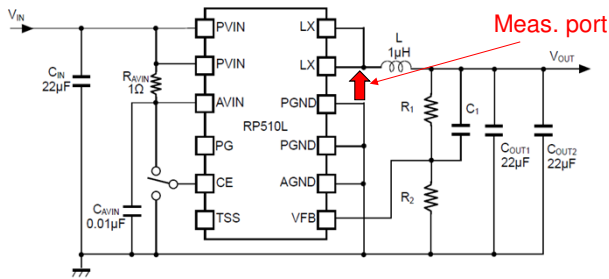 Meas. port
VIN
PVIN
LX
L
1µH
VOUT
PVIN
LX
CIN
22µF
RAVIN
1Ω
AVIN
PGND
R1
C1
RP510L
PG
PGND
COUT1
22µF
COUT2
22µF
CE
AGND
R2
CAVIN
0.01µF
TSS
VFB